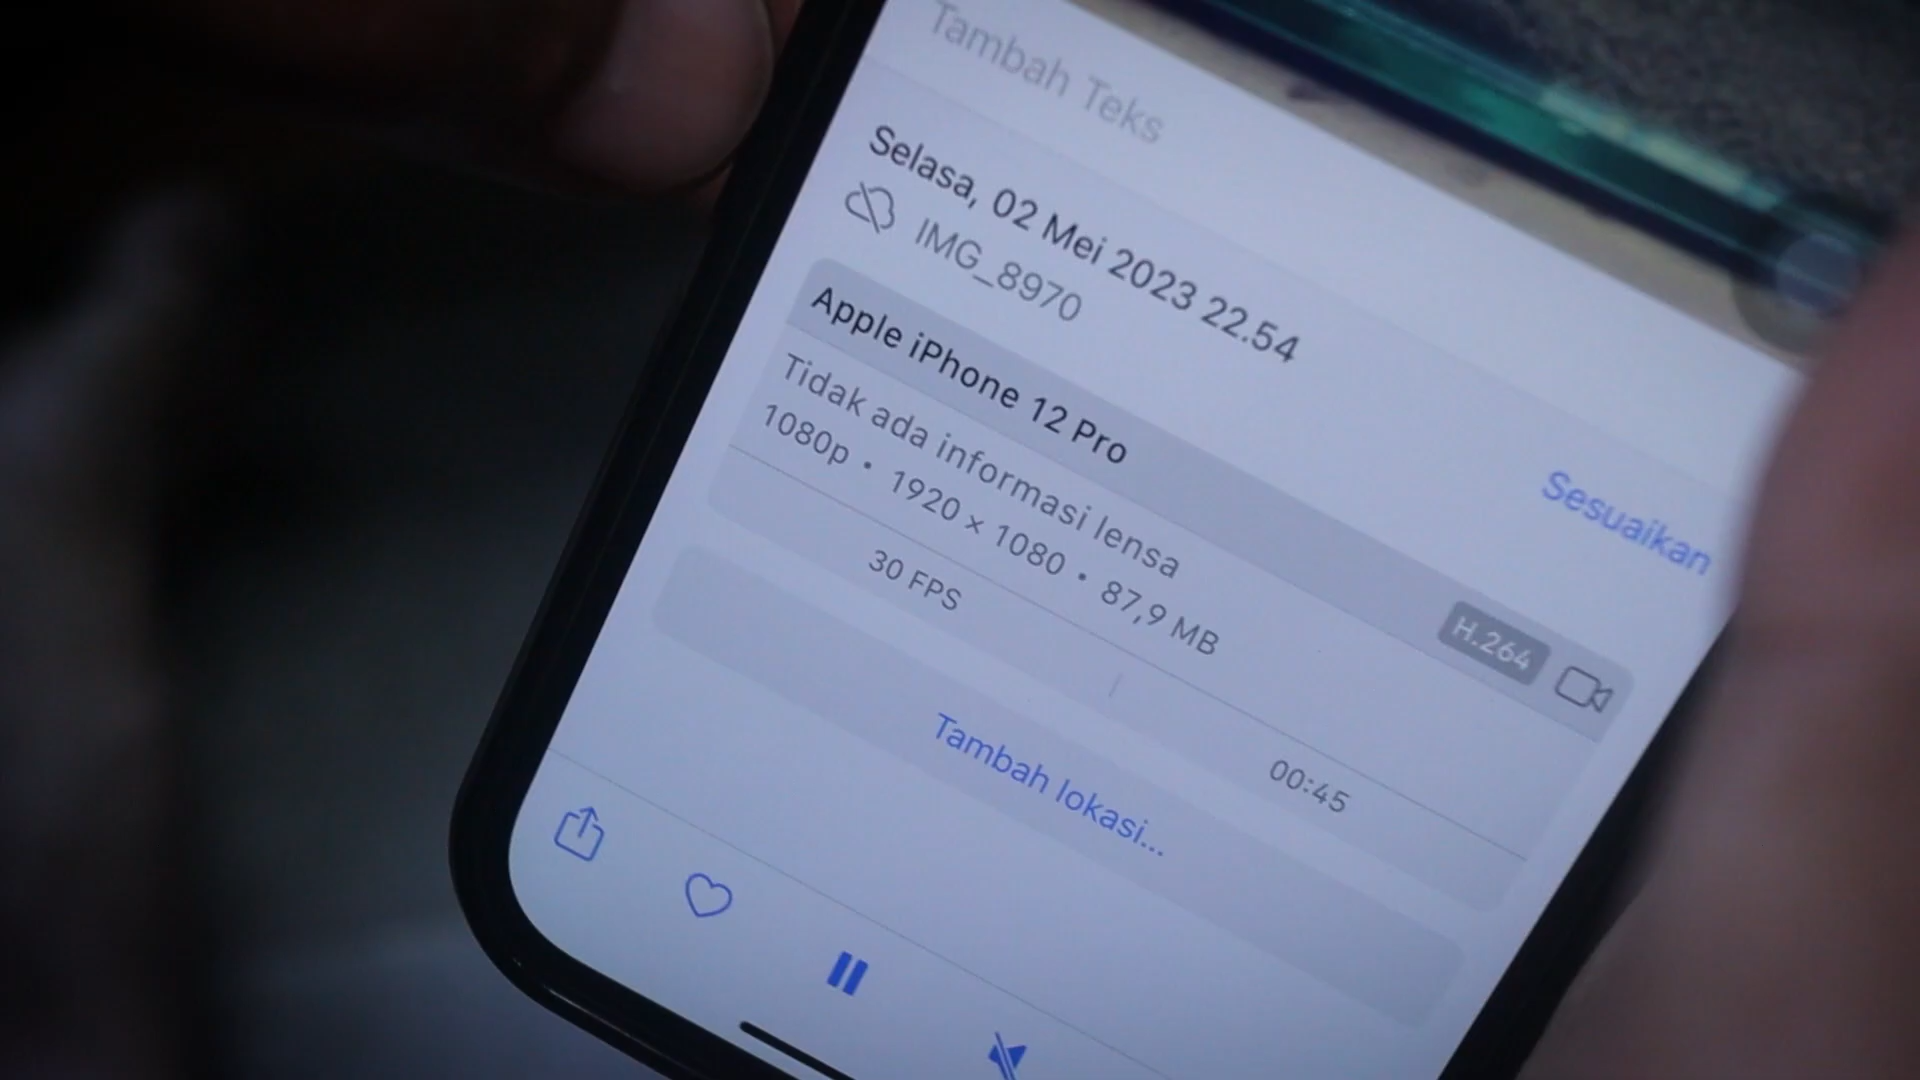 Tambah Teks
Selasa, 02 Mei 2023 22.54
IMG_8970
Sesuaikan
Apple iPhone 12 Pro
H.264
Tidak ada informasi lensa
1080p • 1920 × 1080 • 87,9 MB
30 FPS
00:45
Tambah lokasi...